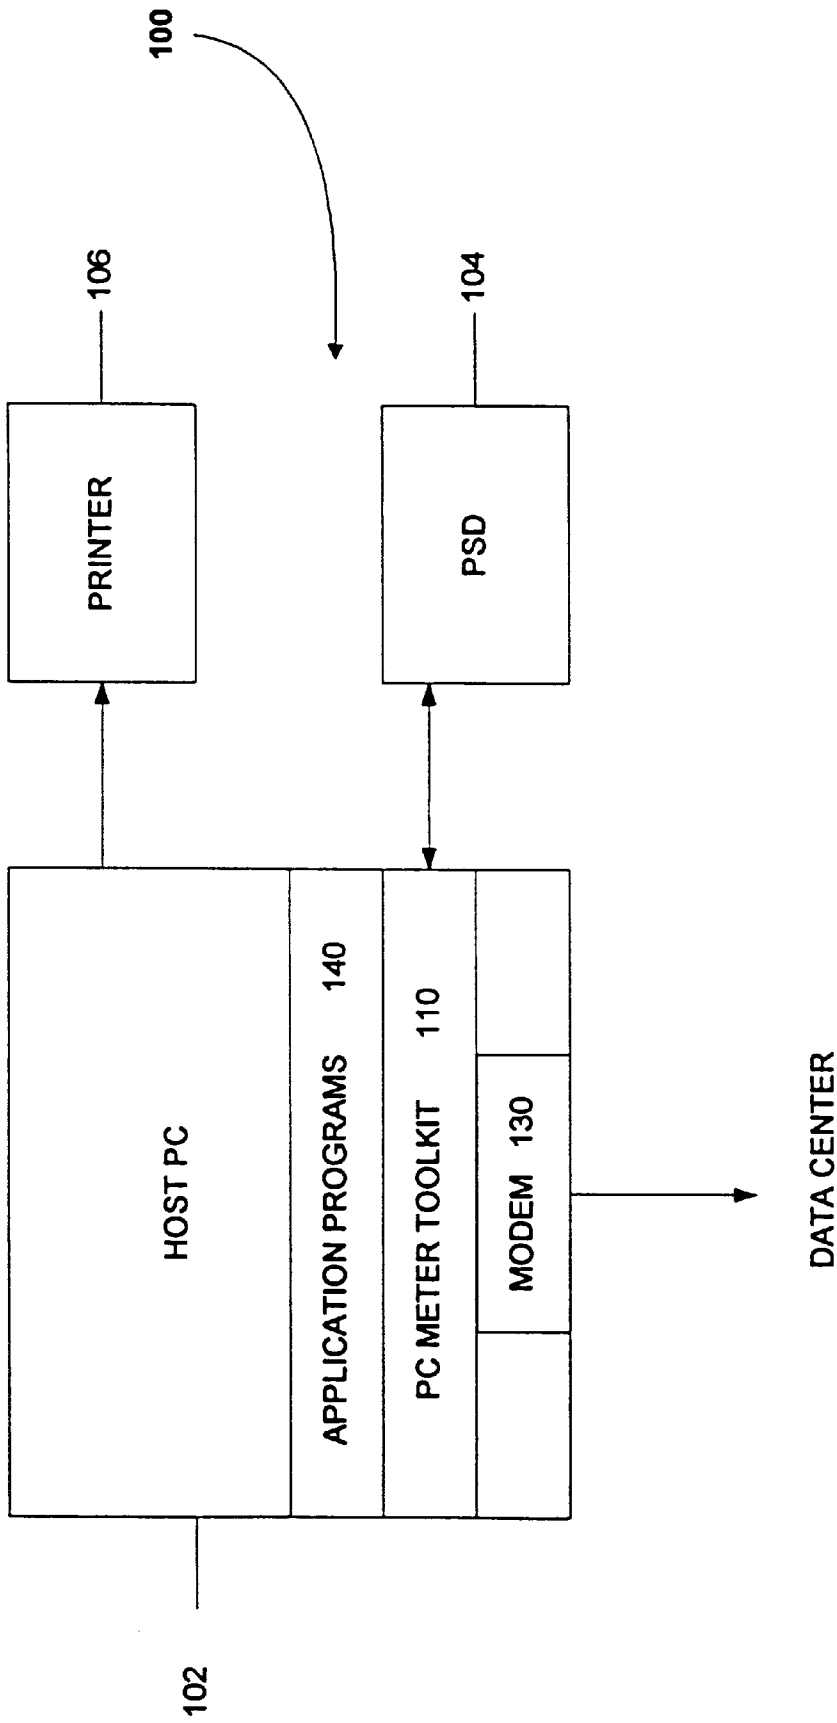 100
PRINTER
106
PSD
104
HOST PC
102
APPLICATION PROGRAMS 140
PC METER TOOLKIT 110
MODEM 130
DATA CENTER